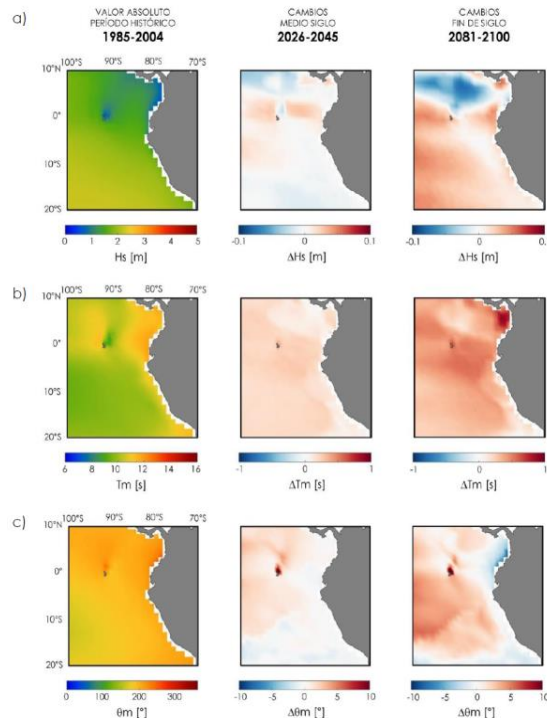 VALOR ABSOLUTO
PERÍODO HISTÓRICO
1985-2004
CAMBIOS
MEDIO SIGLO
2026-2045
CAMBIOS
FIN DE SIGLO
2081-2100
a)
100°S 90°S 80°S 70°S
10°N
0°
10°S
20°S
0 1 2 3 4 5
Hs [m]
-0.1 0 0.1
ΔHs [m]
-0.1 0 0.
ΔHs [m]
b)
100°S 90°S 80°S 70°S
10°N
0°
10°S
20°S
6 8 10 12 14 16
Tm [s]
-1 0 1
ΔTm [s]
-1 0 1
ΔTm [s]
c)
100°S 90°S 80°S 70°S
10°N
0°
10°S
20°S
0 100 200 300
θm [°]
-10 -5 0 5 10
Δθm [°]
-10 -5 0 5 10
Δθm [°]